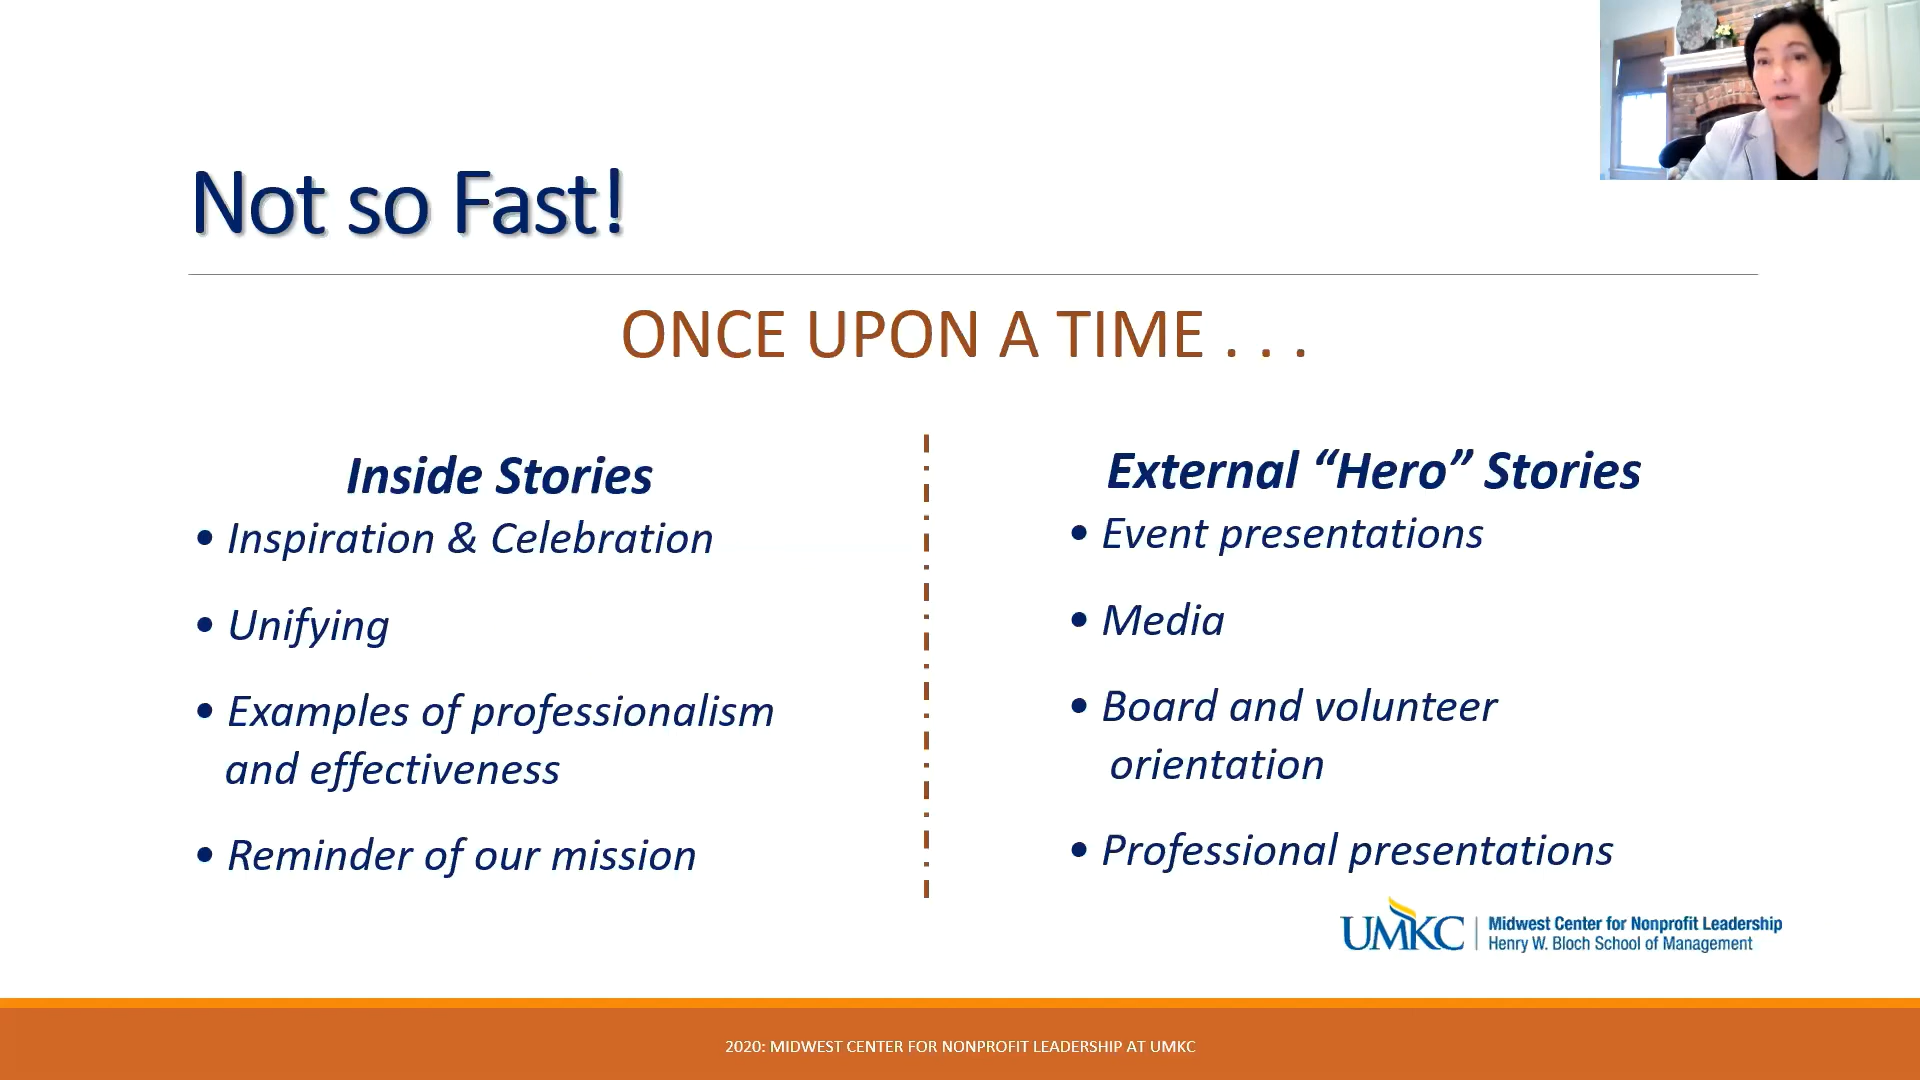 Not so Fast!
ONCE UPON A TIME . . .
Inside Stories
• Inspiration & Celebration
• Unifying
• Examples of professionalism
and effectiveness
• Reminder of our mission
External “Hero” Stories
• Event presentations
• Media
• Board and volunteer
orientation
• Professional presentations
UMKC
Midwest Center for Nonprofit Leadership
Henry W. Bloch School of Management
2020: MIDWEST CENTER FOR NONPROFIT LEADERSHIP AT UMKC